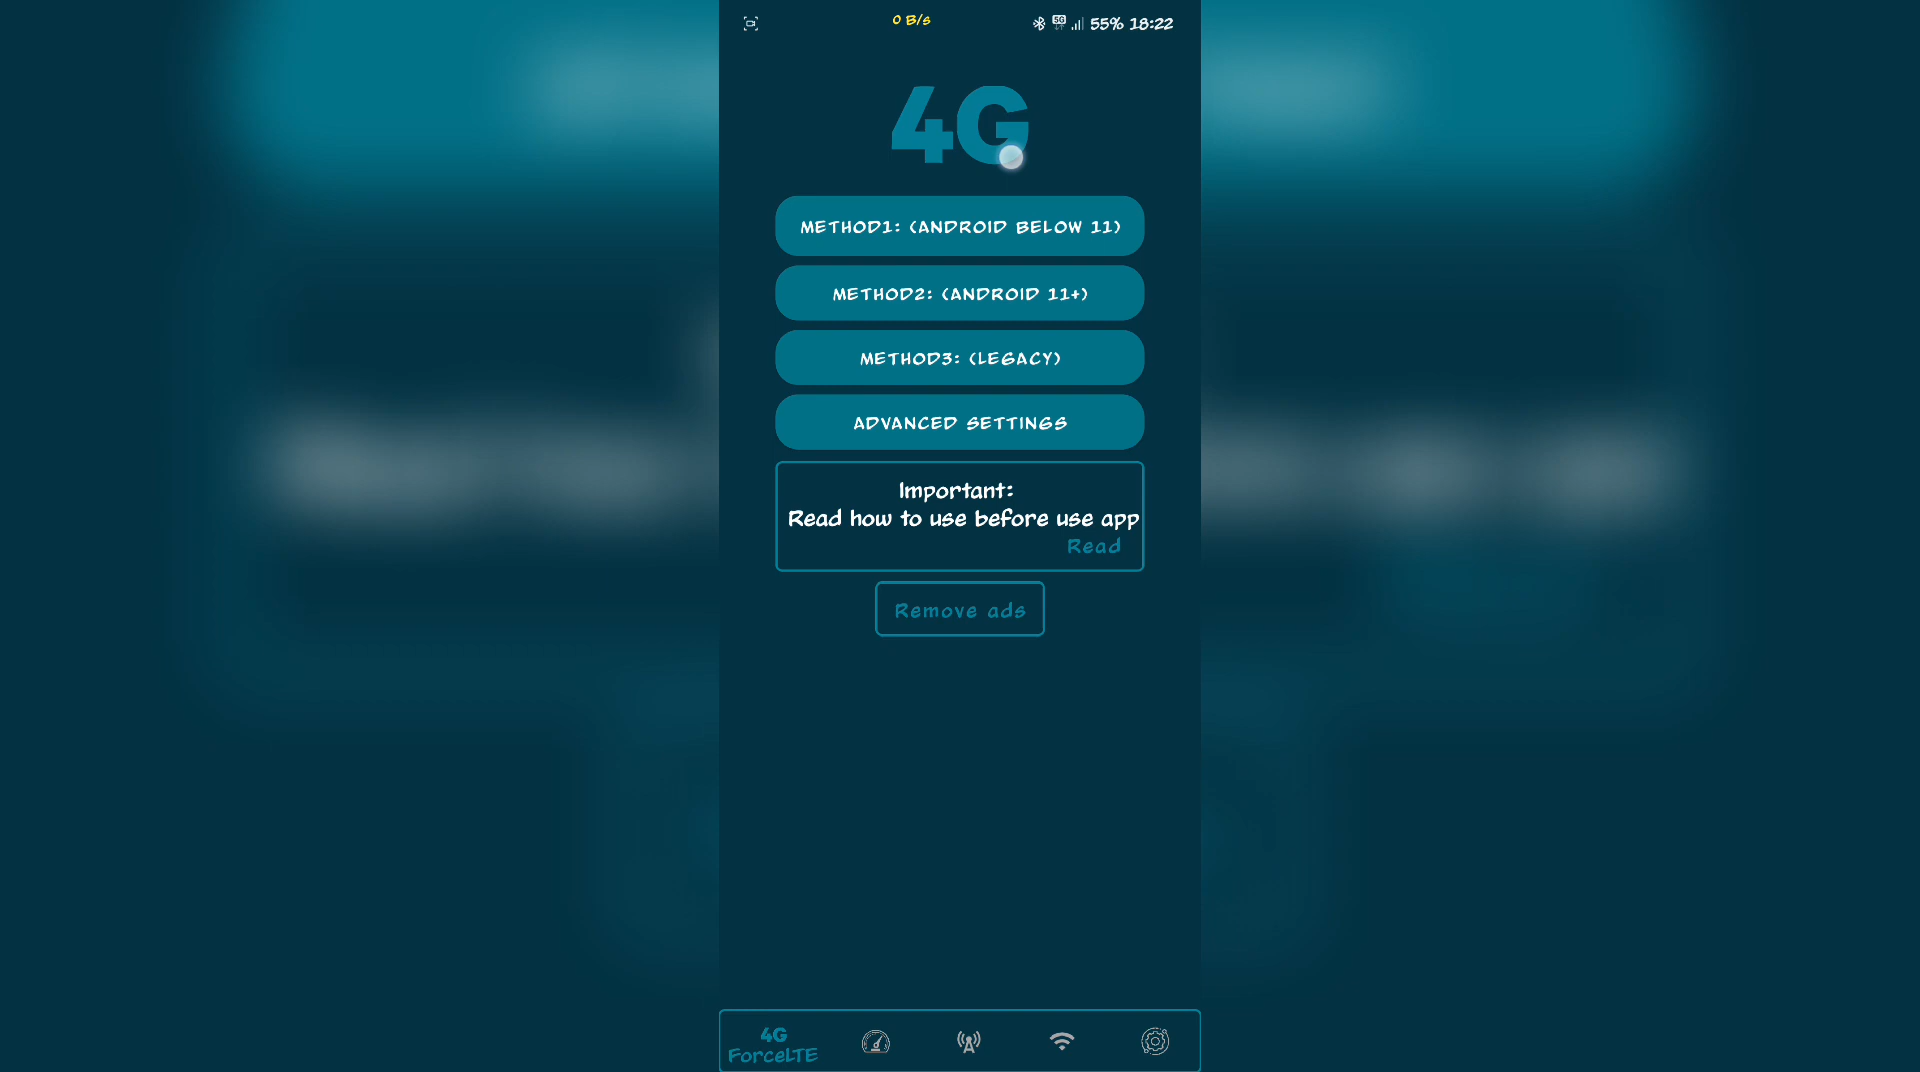 0 B/s
5G 55% 18:22
4G
METHOD1: (ANDROID BELOW 11)
METHOD2: (ANDROID 11+)
METHOD3: (LEGACY)
ADVANCED SETTINGS
Important:
Read how to use before use app
Read
Remove ads
4G
ForceLTE